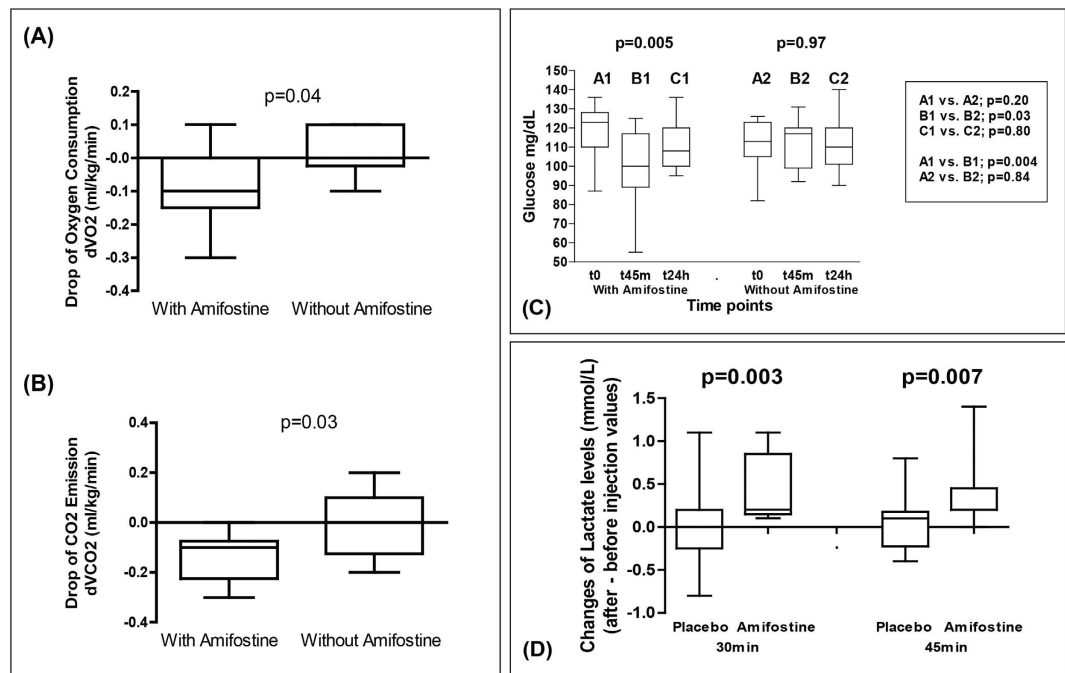 (A)
p=0.04
Drop of Oxygen Consumption
dVO2 (ml/kg/min)
0.2
0.1
-0.0
-0.1
-0.2
-0.3
-0.4
With Amifostine Without Amifostine
(B)
p=0.03
Drop of CO2 Emission
dVCO2 (ml/kg/min)
0.4
0.2
0.0
-0.2
-0.4
With Amifostine Without Amifostine
p=0.005 p=0.97
A1 B1 C1 A2 B2 C2
Glucose mg/dL
150
140
130
120
110
100
90
80
70
60
50
t0 t45m t24h . t0 t45m t24h
With Amifostine Without Amifostine
Time points
(C)
A1 vs. A2; p=0.20
B1 vs. B2; p=0.03
C1 vs. C2; p=0.80
A1 vs. B1; p=0.004
A2 vs. B2; p=0.84
p=0.003 p=0.007
Changes of Lactate levels (mmol/L)
(after - before injection values)
1.5
1.0
0.5
0.0
-0.5
-1.0
Placebo Amifostine Placebo Amifostine
30min 45min
(D)